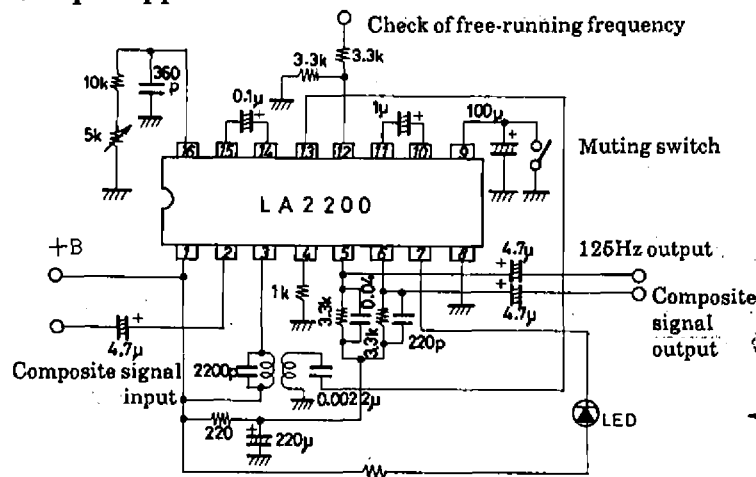 Check of free-running frequency
3.3k
3.3k
10k
360
p
5k
0.1μ
+
1μ
+
100μ
+
Muting switch
16 15 14 13 12 11 10 9
LA2200
1 2 3 4 5 6 7 8
+B
4.7μ
+
125Hz output
+
4.7μ
Composite
signal
output
1k
3.3k
0.04
3.3k
220p
+
4.7μ
Composite signal
input
2200p
0.0022μ
220
+
220μ
LED